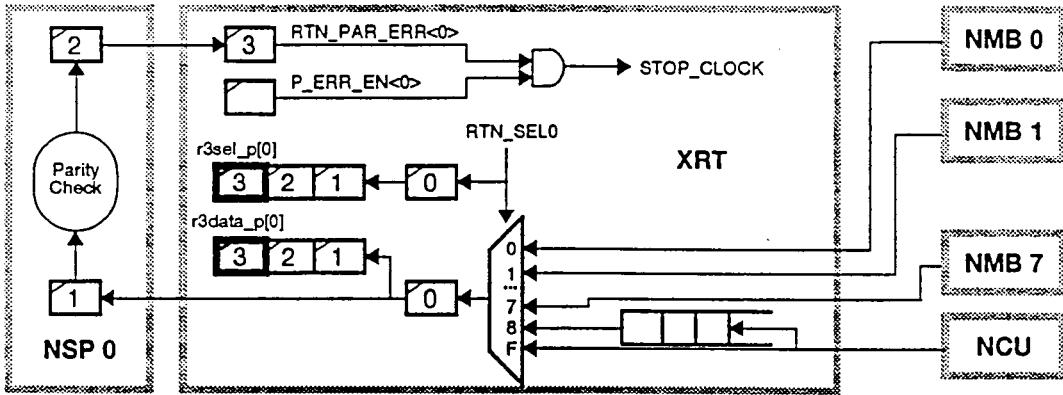 2
3
RTN_PAR_ERR<0>
P_ERR_EN<0>
STOP_CLOCK
NMB 0
NMB 1
Parity
Check
r3sel_p[0]
3 2 1
0
RTN_SEL0
XRT
r3data_p[0]
3 2 1
0
1
NSP 0
0
1
...
7
8
F
NMB 7
NCU